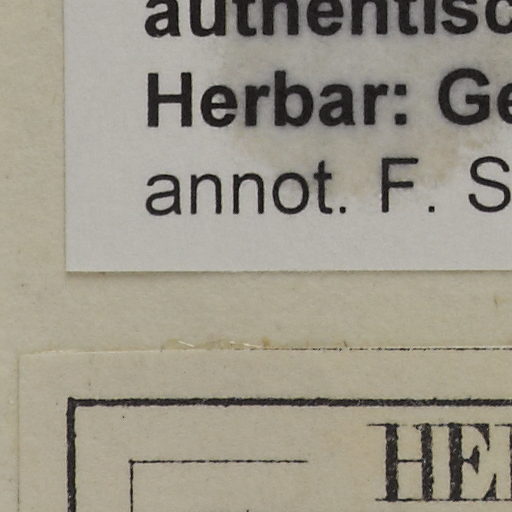 authentisc
Herbar: Ge
annot. F. S
HE